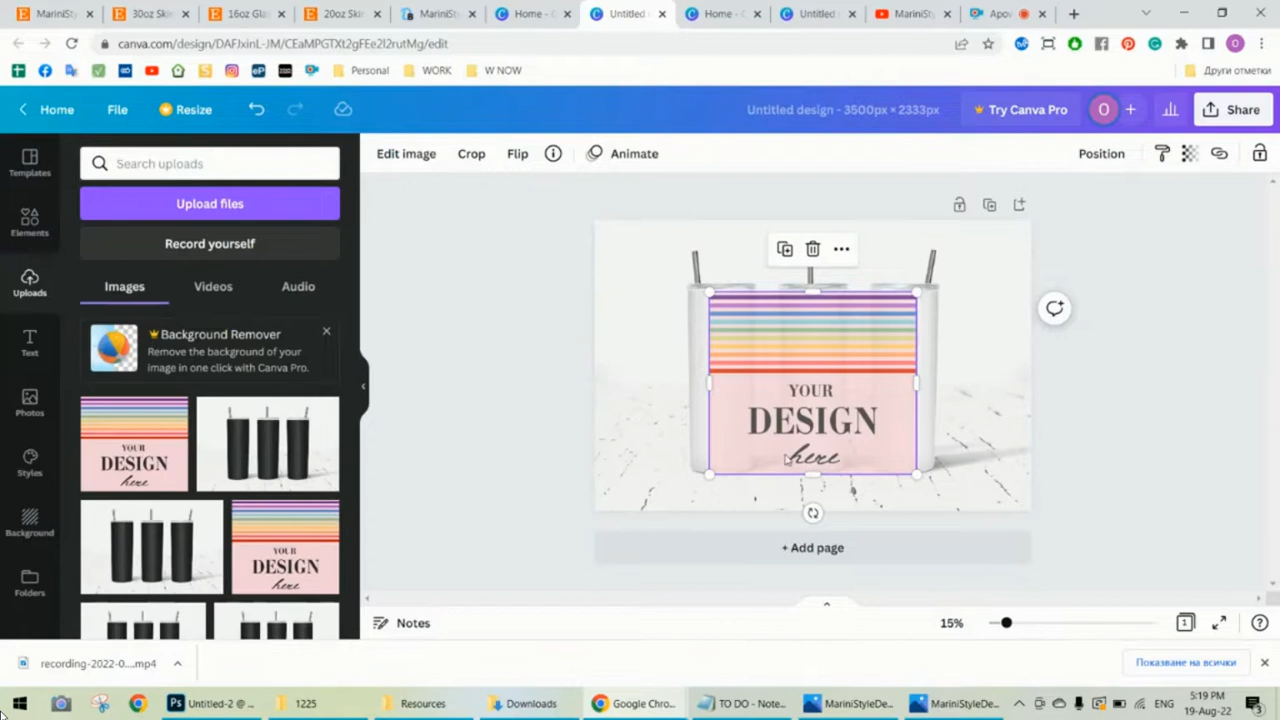 MariniSty
30oz Skin
16oz Gla
20oz Skin
MariniStyl
Home - C
Untitled
Home - C
Untitled
MariniSty
Apov
canva.com/design/DAFJxinL-JM/CEaMPGTXt2gFEe2l2rutMg/edit
Personal
WORK
W NOW
Други отметки
Home
File
Resize
Untitled design - 3500px × 2333px
Try Canva Pro
O
+
Share
Templates
Elements
Uploads
Text
Photos
Styles
Background
Folders
Search uploads
Upload files
Record yourself
Images
Videos
Audio
Background Remover
Remove the background of your
image in one click with Canva Pro.
YOUR
DESIGN
here
YOUR
DESIGN
here
Edit image
Crop
Flip
Animate
Position
YOUR
DESIGN
here
+ Add page
Notes
15%
1
recording-2022-0....mp4
Показване на всички
Untitled-2 @ ...
1225
Resources
Downloads
Google Chro...
TO DO - Note...
MariniStyleDe...
MariniStyleDe...
ENG
5:19 PM
19-Aug-22
3